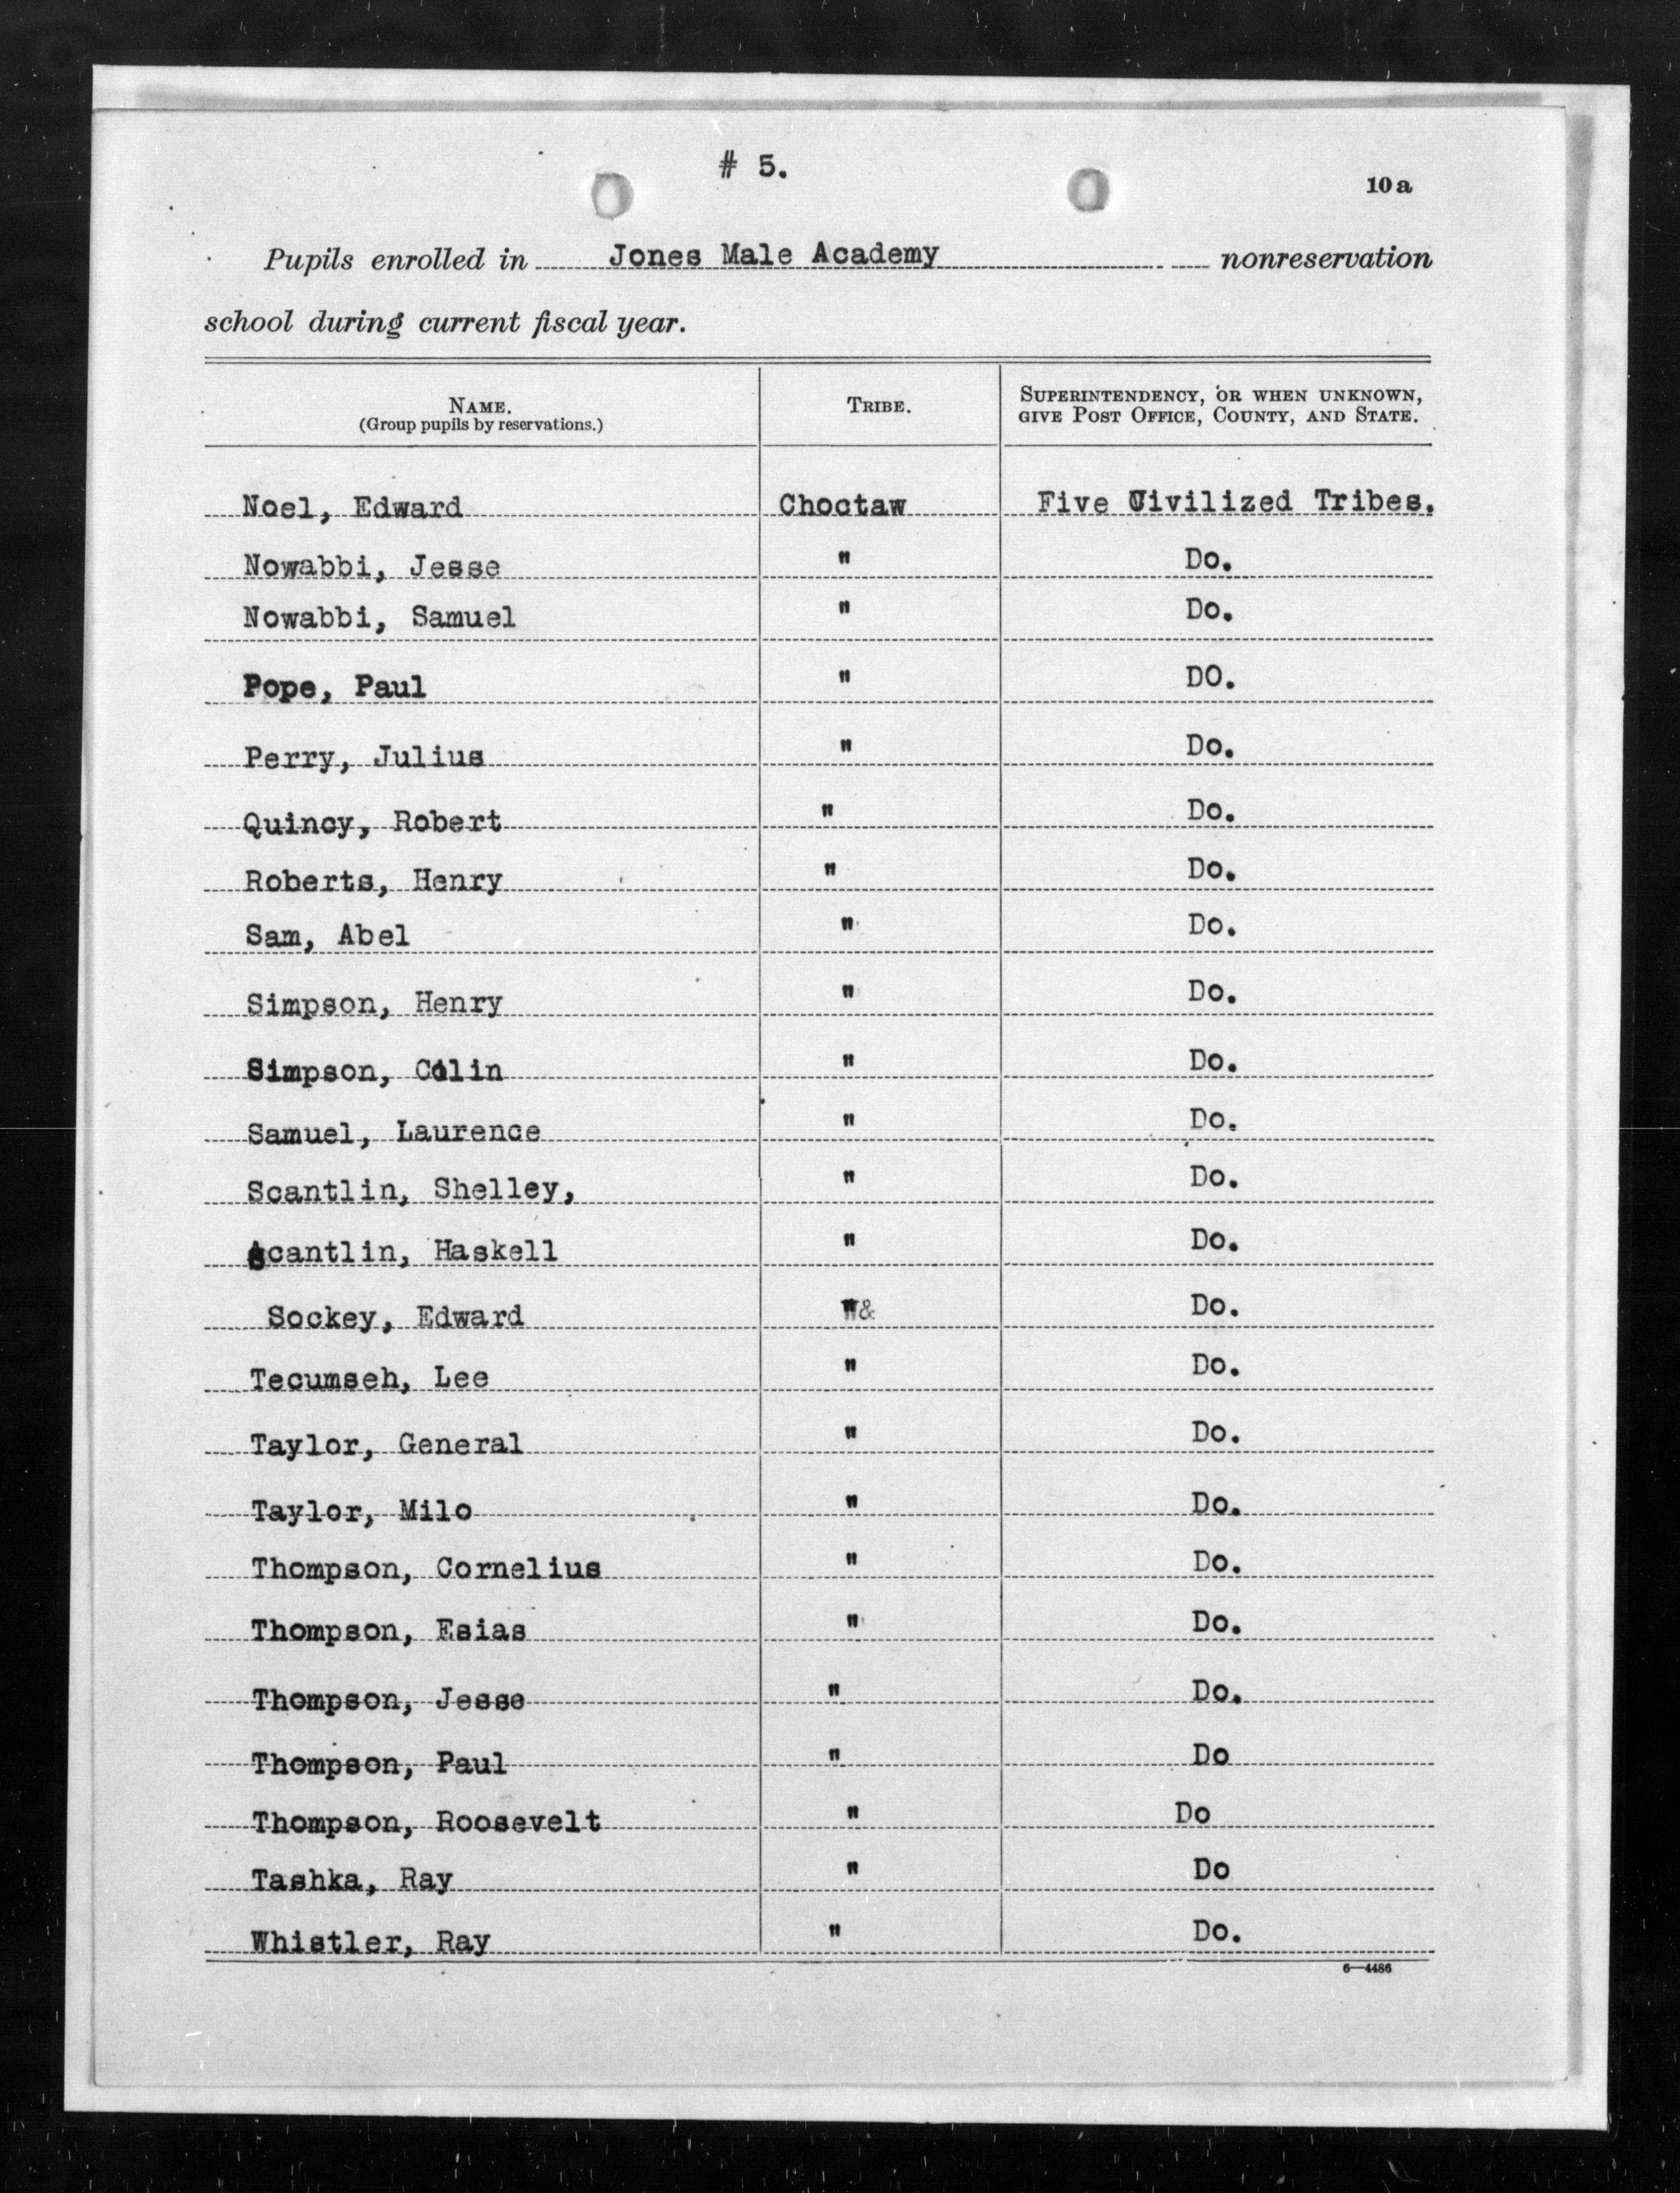 # 5.
10a
Pupils enrolled in Jones Male Academy nonreservation
school during current fiscal year.
NAME. TRIBE. SUPERINTENDENCY, OR WHEN UNKNOWN,
(Group pupils by reservations.) GIVE POST OFFICE, COUNTY, AND STATE.
Noel, Edward Choctaw Five Civilized Tribes.
Nowabbi, Jesse " Do.
Nowabbi, Samuel " Do.
Pope, Paul " DO.
Perry, Julius " Do.
Quincy, Robert " Do.
Roberts, Henry " Do.
Sam, Abel " Do.
Simpson, Henry " Do.
Simpson, Colin " Do.
Samuel, Laurence " Do.
Scantlin, Shelley, " Do.
Scantlin, Haskell " Do.
Sockey, Edward "& Do.
Tecumseh, Lee " Do.
Taylor, General " Do.
Taylor, Milo " Do.
Thompson, Cornelius " Do.
Thompson, Esias " Do.
Thompson, Jesse " Do.
Thompson, Paul " Do
Thompson, Roosevelt " Do
Tashka, Ray " Do
Whistler, Ray " Do.
6—4486